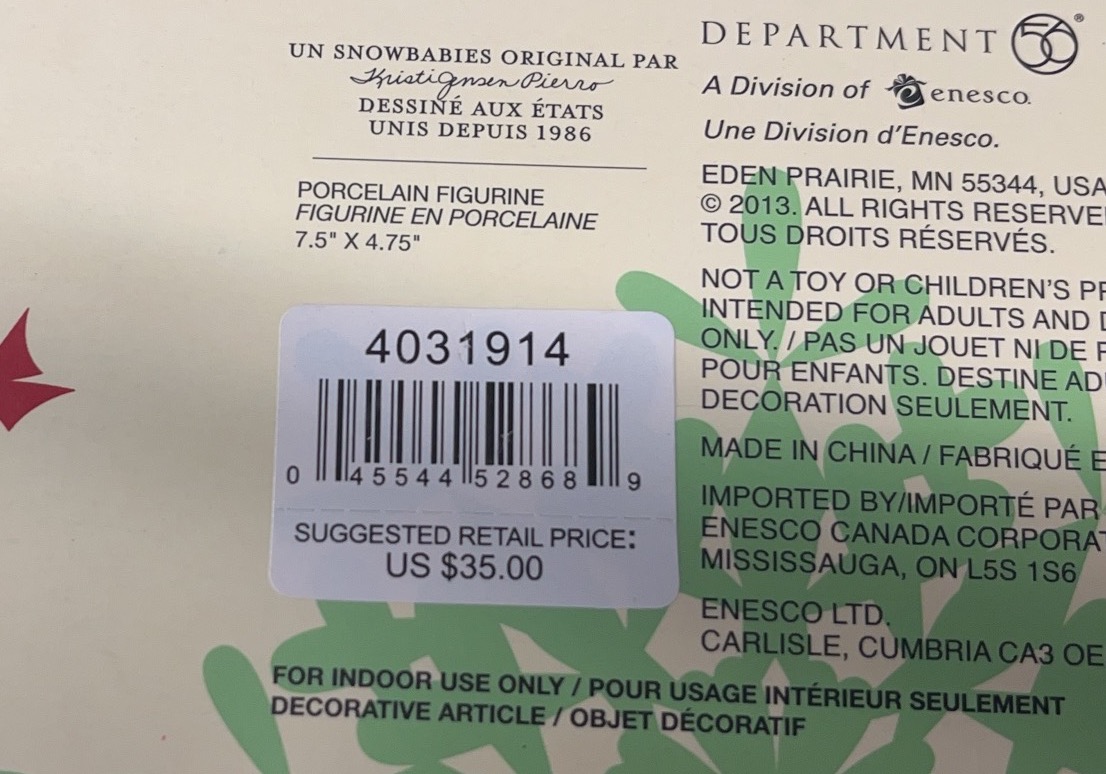 UN SNOWBABIES ORIGINAL PAR
Kristi Jensen Pierro
DESSINÉ AUX ÉTATS
UNIS DEPUIS 1986
PORCELAIN FIGURINE
FIGURINE EN PORCELAINE
7.5" X 4.75"
4031914
0 45544 52868 9
SUGGESTED RETAIL PRICE:
US $35.00
DEPARTMENT 56®
A Division of enesco.
Une Division d'Enesco.
EDEN PRAIRIE, MN 55344, USA
© 2013. ALL RIGHTS RESERVE
TOUS DROITS RÉSERVÉS.
NOT A TOY OR CHILDREN'S
INTENDED FOR ADULTS AND
ONLY. / PAS UN JOUET NI DE
POUR ENFANTS. DESTINE
DECORATION SEULEMENT.
MADE IN CHINA / FABRIQUÉ
IMPORTED BY/IMPORTÉ PAR
ENESCO CANADA CORPORA
MISSISSAUGA, ON L5S 1S6
ENESCO LTD.
CARLISLE, CUMBRIA CA3 OE
FOR INDOOR USE ONLY / POUR USAGE INTÉRIEUR SEULEMENT
DECORATIVE ARTICLE / OBJET DÉCORATIF